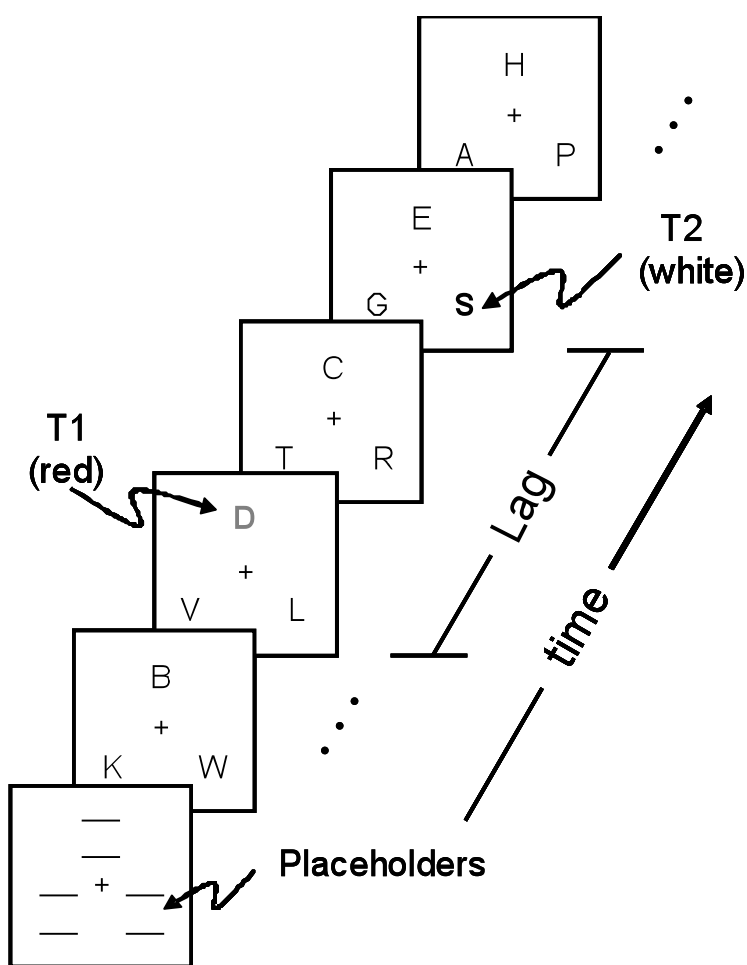 H
+
A P
E
+
G S
T2
(white)
C
+
T R
T1
(red)
D
+
V L
Lag
time
B
+
K W
+
Placeholders